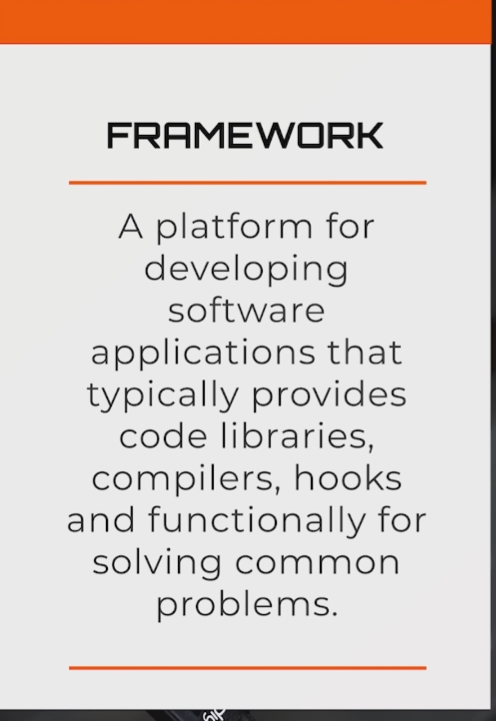 FRAMEWORK
A platform for
developing
software
applications that
typically provides
code libraries,
compilers, hooks
and functionally for
solving common
problems.